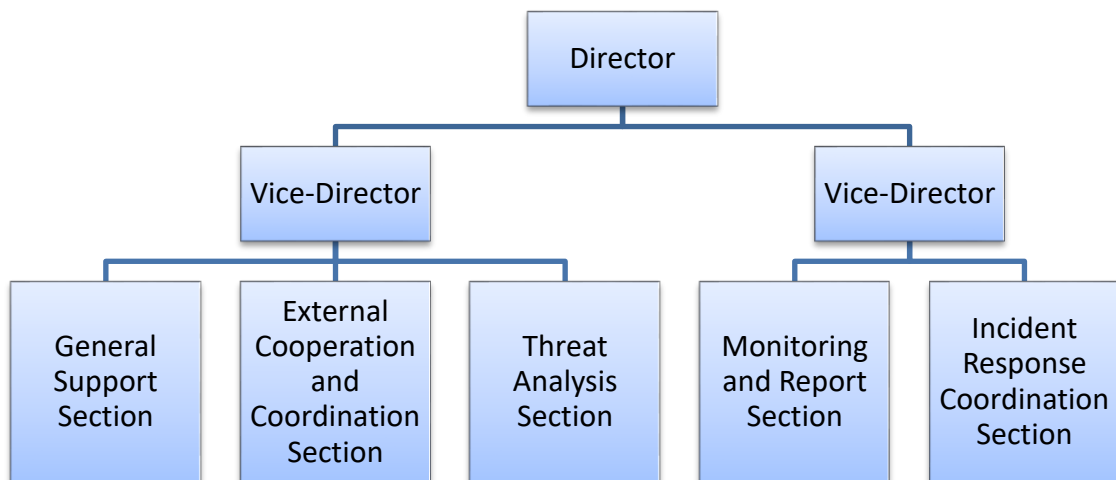 Director
Vice-Director
Vice-Director
General
Support
Section
External
Cooperation
and
Coordination
Section
Threat
Analysis
Section
Monitoring
and Report
Section
Incident
Response
Coordination
Section